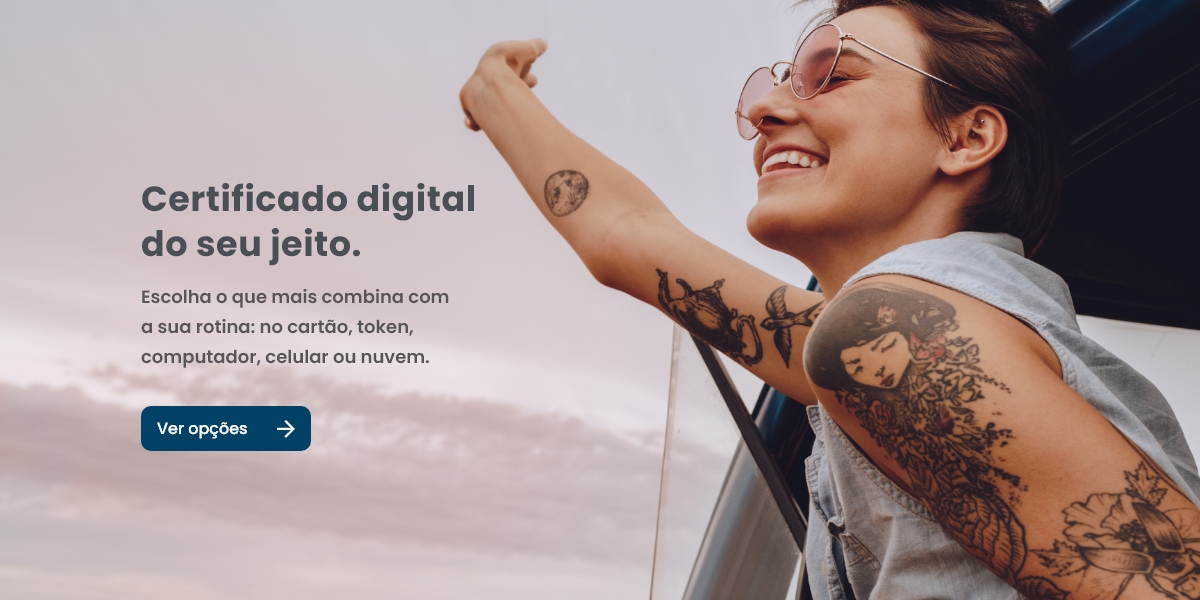 Certificado digital
do seu jeito.
Escolha o que mais combina com
a sua rotina: no cartão, token,
computador, celular ou nuvem.
Ver opções